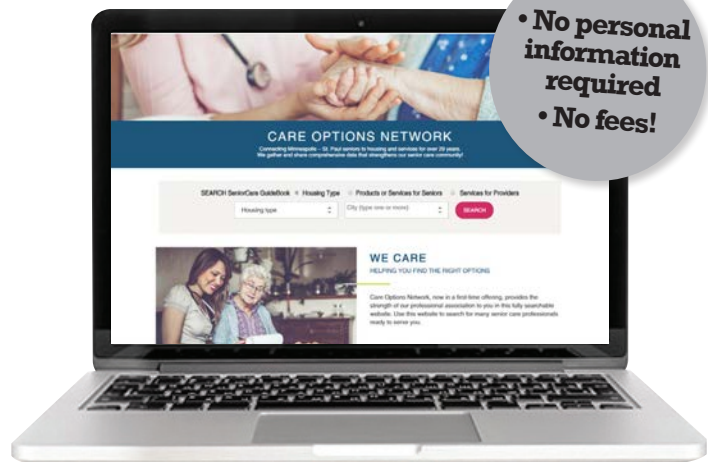 • No personal
information
required
• No fees!
CARE OPTIONS NETWORK
Connecting Minneapolis – St. Paul seniors to housing and services for over 29 years.
We gather and share comprehensive data that strengthens our senior care community!
SEARCH SeniorCare GuideBook Housing Type Products or Services for Seniors Services for Providers
Housing type City (type one or more) SEARCH
WE CARE
HELPING YOU FIND THE RIGHT OPTIONS
Care Options Network, now in a first-time offering, provides the
strength of our professional association to you in this fully searchable
website. Use this website to search for many senior care professionals
ready to serve you.